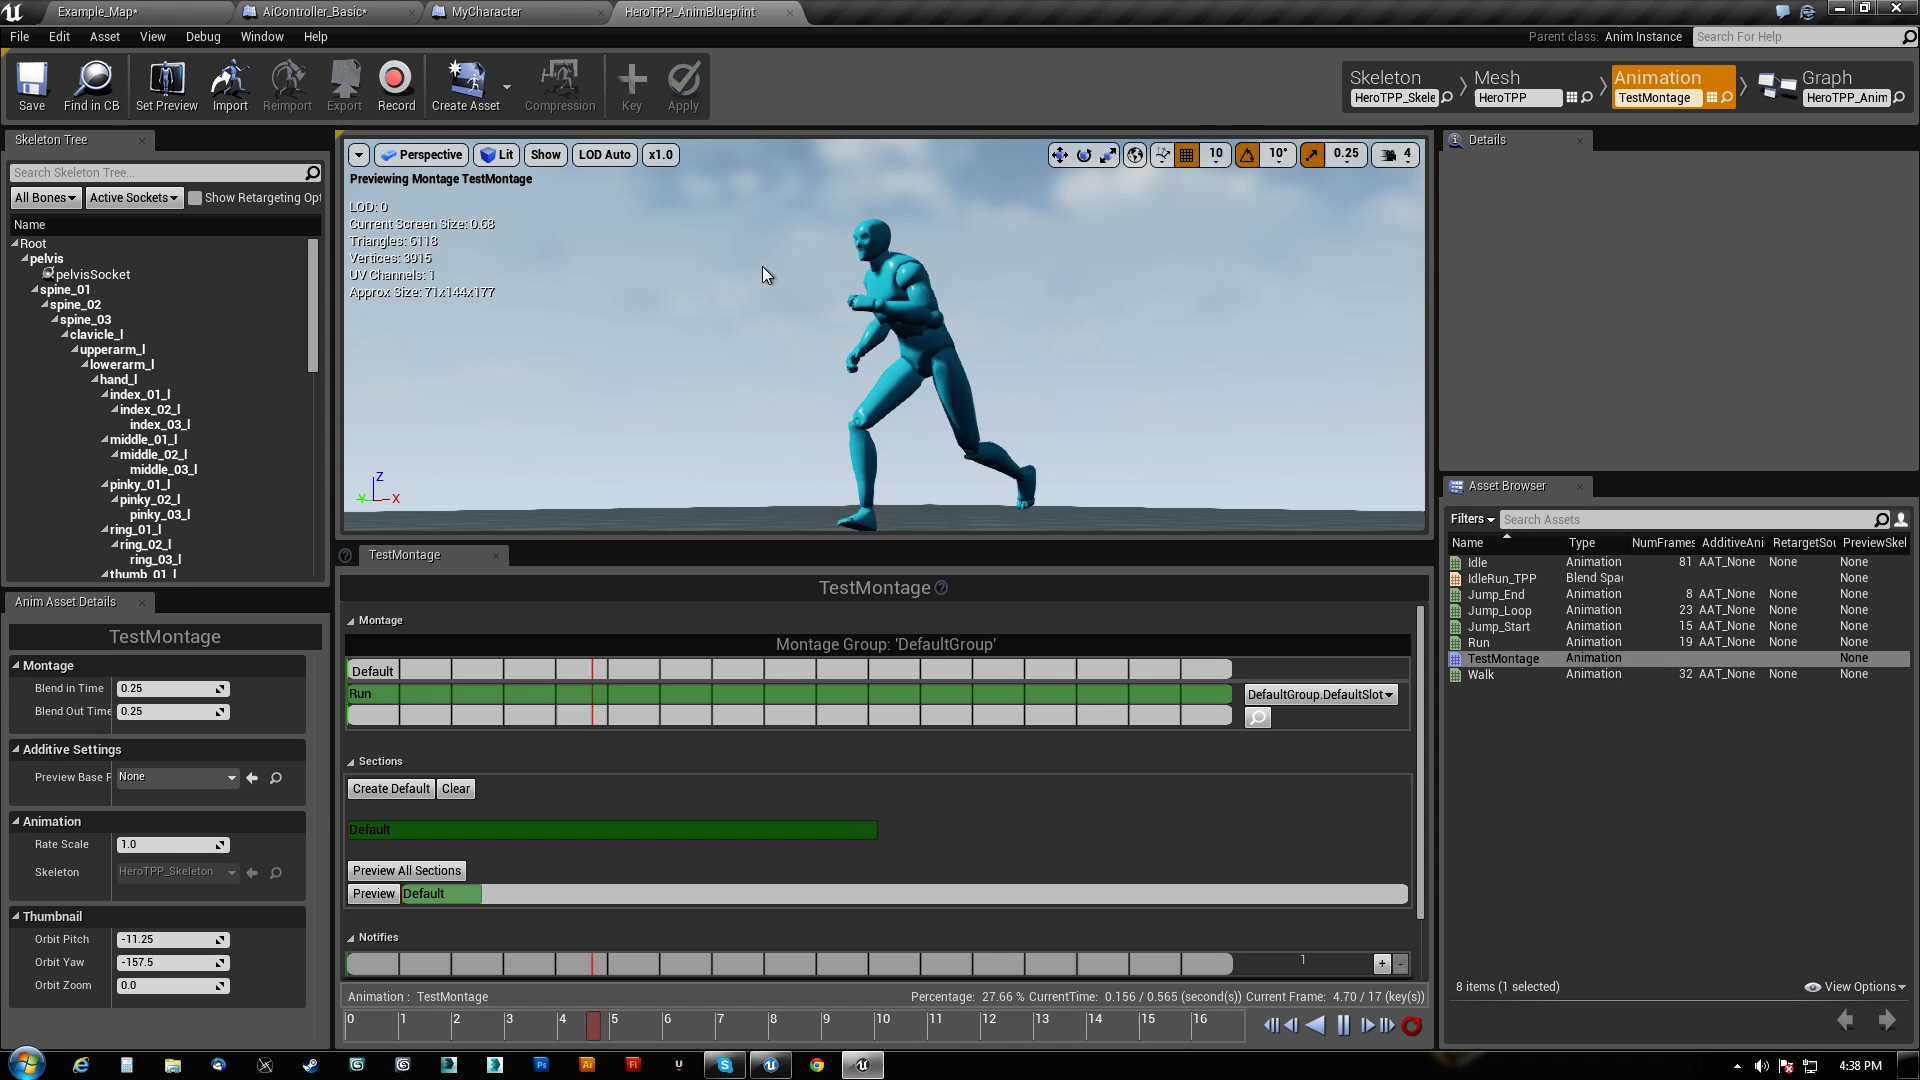 Example_Map*
AiController_Basic*
MyCharacter
HeroTPP_AnimBlueprint
File Edit Asset View Debug Window Help
Parent class: Anim Instance
Search For Help
Save
Find in CB
Set Preview
Import
Reimport
Export
Record
Create Asset
Compression
Key
Apply
Skeleton
HeroTPP_Skele
Mesh
HeroTPP
Animation
TestMontage
Graph
HeroTPP_Anim
Skeleton Tree
Search Skeleton Tree...
All Bones Active Sockets Show Retargeting Opt
Name
Root
pelvis
pelvisSocket
spine_01
spine_02
spine_03
clavicle_l
upperarm_l
lowerarm_l
hand_l
index_01_l
index_02_l
index_03_l
middle_01_l
middle_02_l
middle_03_l
pinky_01_l
pinky_02_l
pinky_03_l
ring_01_l
ring_02_l
ring_03_l
thumb_01_l
Perspective Lit Show LOD Auto x1.0
10 10° 0.25 4
Previewing Montage TestMontage
LOD: 0
Current Screen Size: 0.68
Triangles: 6118
Vertices: 3915
UV Channels: 1
Approx Size: 71x144x177
Z
Y X
Anim Asset Details
TestMontage
Montage
Blend in Time 0.25
Blend Out Time 0.25
Additive Settings
Preview Base P None
Animation
Rate Scale 1.0
Skeleton HeroTPP_Skeleton
Thumbnail
Orbit Pitch -11.25
Orbit Yaw -157.5
Orbit Zoom 0.0
TestMontage
TestMontage
Montage
Montage Group: 'DefaultGroup'
Default
Run
DefaultGroup.DefaultSlot
Sections
Create Default Clear
Default
Preview All Sections
Preview Default
Notifies
1 + -
Animation : TestMontage
Percentage: 27.66 % CurrentTime: 0.156 / 0.565 (second(s)) Current Frame: 4.70 / 17 (key(s))
0 1 2 3 4 5 6 7 8 9 10 11 12 13 14 15 16
Details
Asset Browser
Filters Search Assets
Name Type NumFrames AdditiveAni RetargetSou PreviewSkel
Idle Animation 81 AAT_None None None
IdleRun_TPP Blend Spac None
Jump_End Animation 8 AAT_None None None
Jump_Loop Animation 23 AAT_None None None
Jump_Start Animation 15 AAT_None None None
Run Animation 19 AAT_None None None
TestMontage Animation None
Walk Animation 32 AAT_None None None
8 items (1 selected)
View Options
Ps Ai Fl
4:38 PM